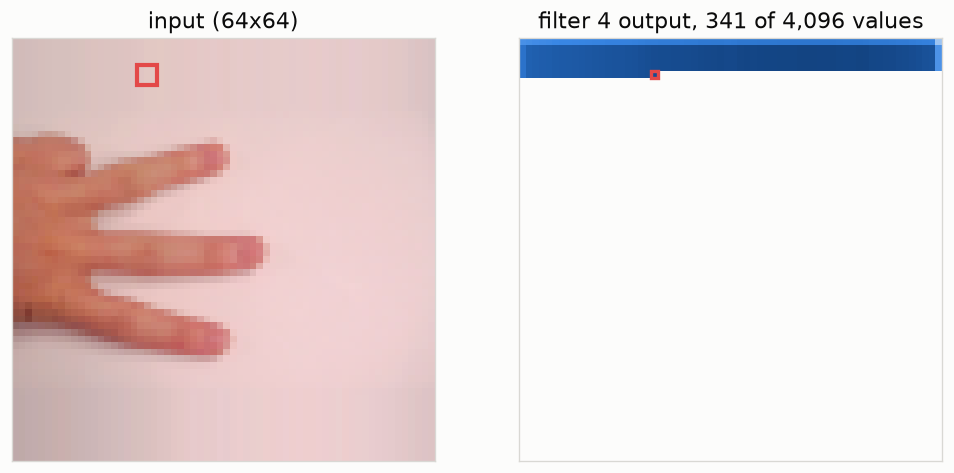 input (64x64)
filter 4 output, 341 of 4,096 values